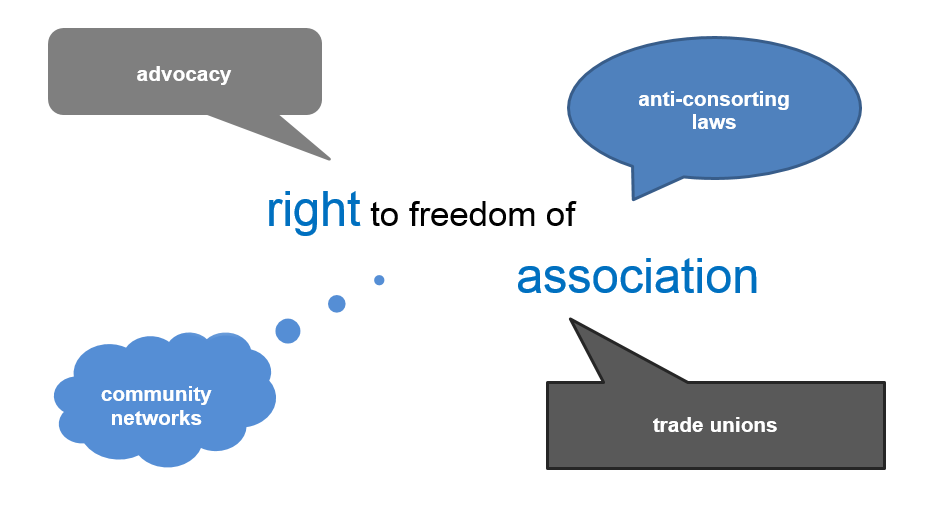 advocacy
anti-consorting
laws
right to freedom of
association
community
networks
trade unions